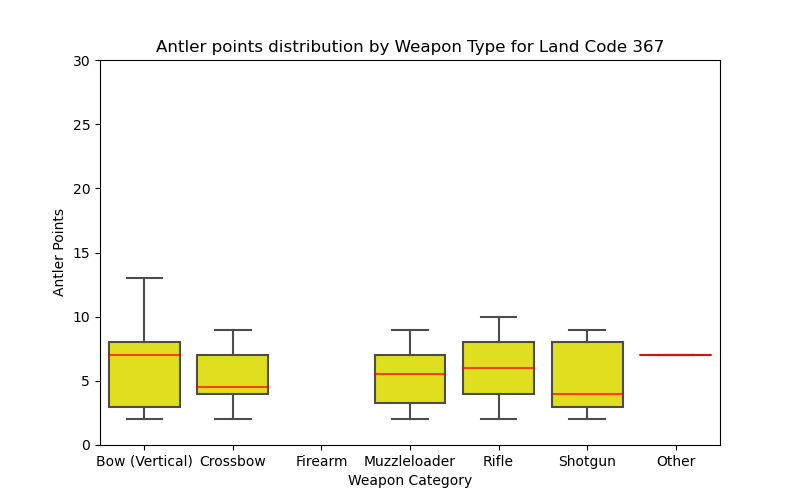 Antler points distribution by Weapon Type for Land Code 367
30
25
20
15
10
5
0
Antler Points
Bow (Vertical) Crossbow Firearm Muzzleloader Rifle Shotgun Other
Weapon Category